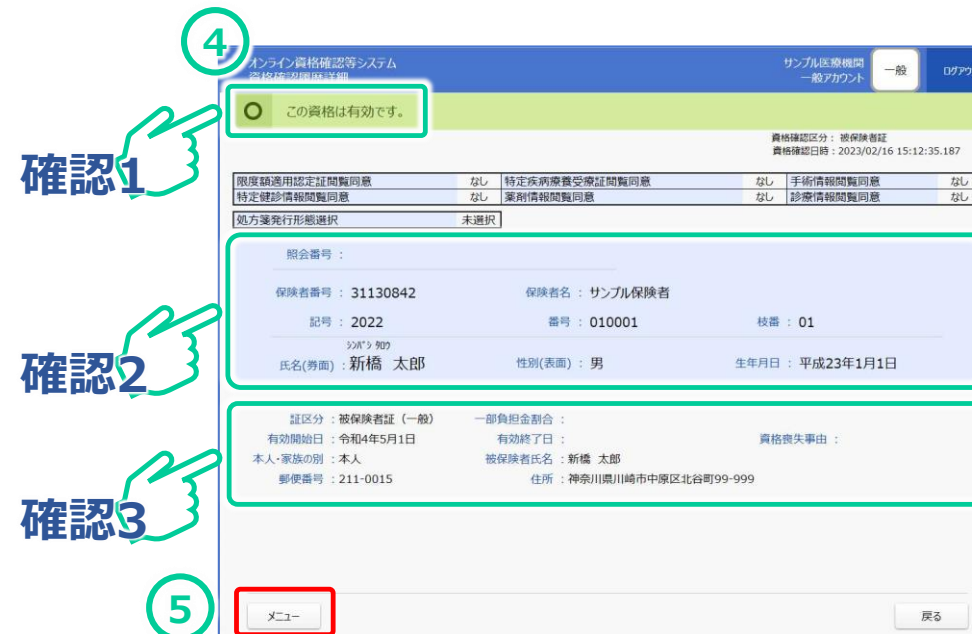 ④
オンライン資格確認等システム
資格確認履歴詳細
サンプル医療機関
一般アカウント
一般
ログアウ
この資格は有効です。
確認1
資格確認区分： 被保険者証
資格確認日時：2023/02/16 15:12:35.187
限度額適用認定証閲覧同意 なし 特定疾病療養受療証閲覧同意 なし 手術情報閲覧同意 なし
特定健診情報閲覧同意 なし 薬剤情報閲覧同意 なし 診療情報閲覧同意 なし
処方箋発行形態選択 未選択
照会番号：
保険者番号：31130842 保険者名：サンプル保険者
記号：2022 番号：010001 枝番：01
ｼﾝﾊﾞｼ ﾀﾛｳ
氏名(券面)：新橋 太郎 性別(表面)：男 生年月日：平成23年1月1日
確認2
証区分：被保険者証（一般） 一部負担金割合：
有効開始日：令和4年5月1日 有効終了日： 資格喪失事由：
本人・家族の別：本人 被保険者氏名：新橋 太郎
郵便番号：211-0015 住所：神奈川県川崎市中原区北谷町99-999
確認3
⑤
メニュー
戻る